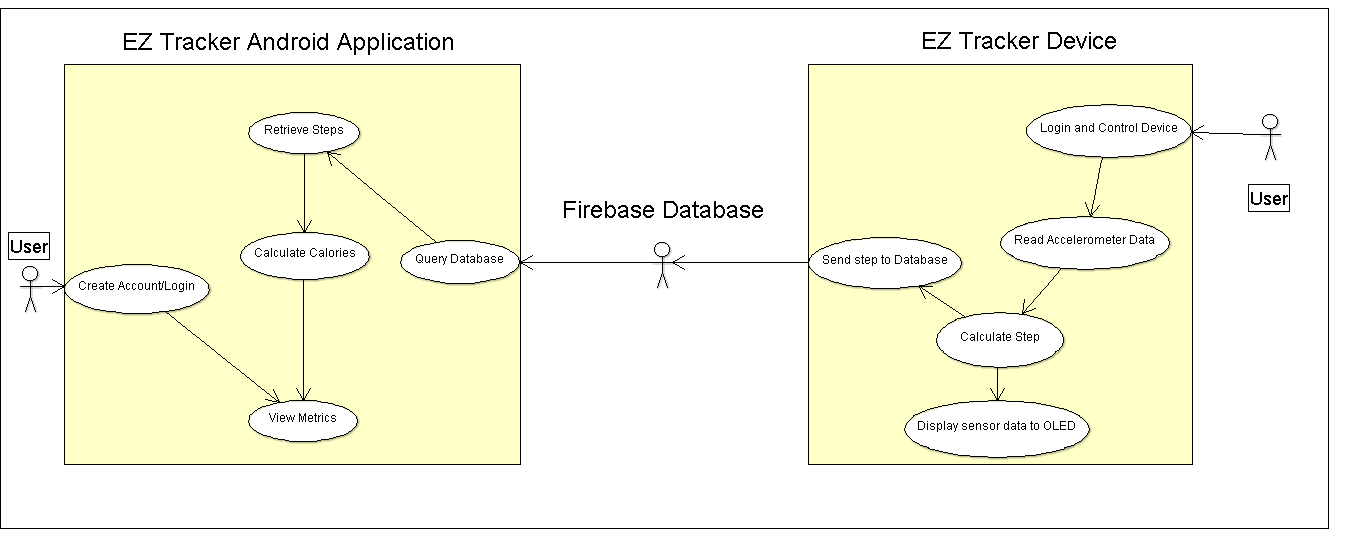 EZ Tracker Android Application
EZ Tracker Device
Retrieve Steps
Login and Control Device
User
Firebase Database
User
Read Accelerometer Data
Calculate Calories
Query Database
Send step to Database
Create Account/Login
Calculate Step
View Metrics
Display sensor data to OLED